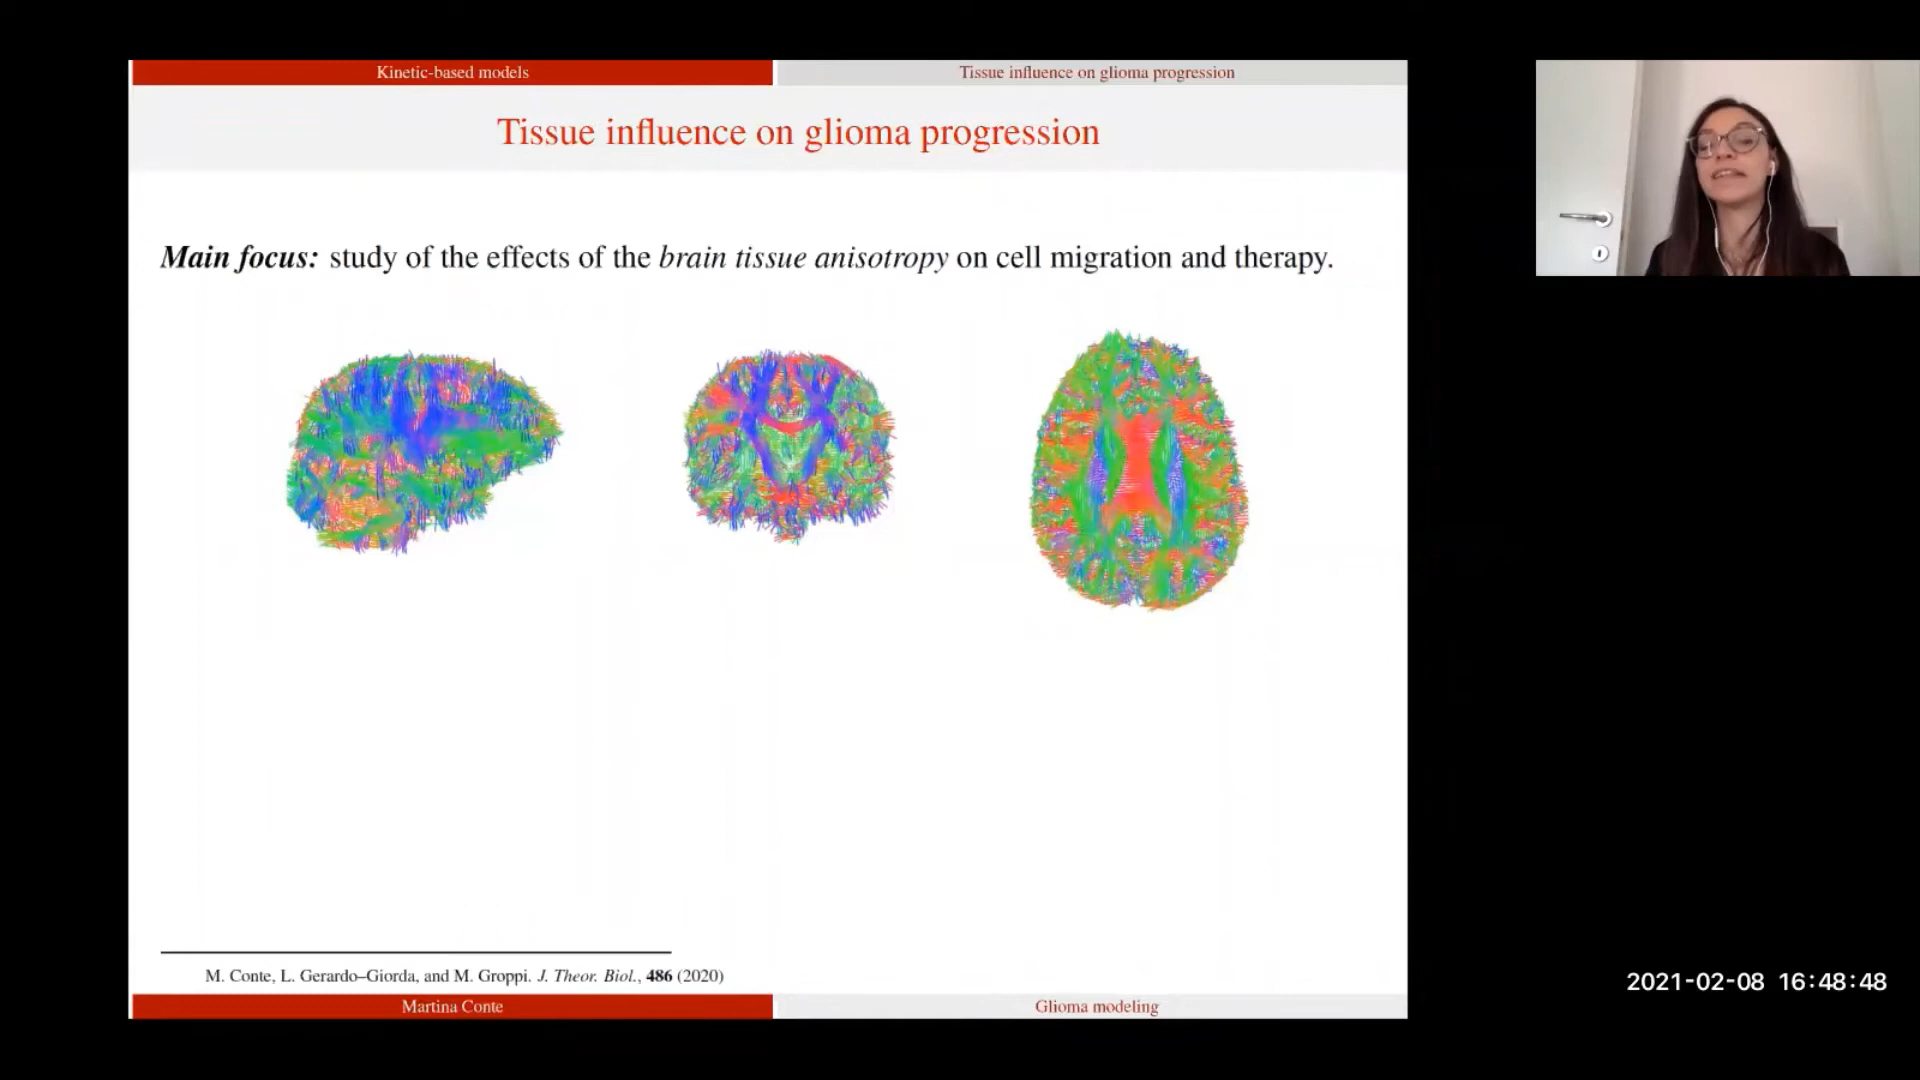 Kinetic-based models
Tissue influence on glioma progression
Tissue influence on glioma progression
Main focus: study of the effects of the brain tissue anisotropy on cell migration and therapy.
M. Conte, L. Gerardo–Giorda, and M. Groppi. J. Theor. Biol., 486 (2020)
Martina Conte
Glioma modeling
2021-02-08 16:48:48